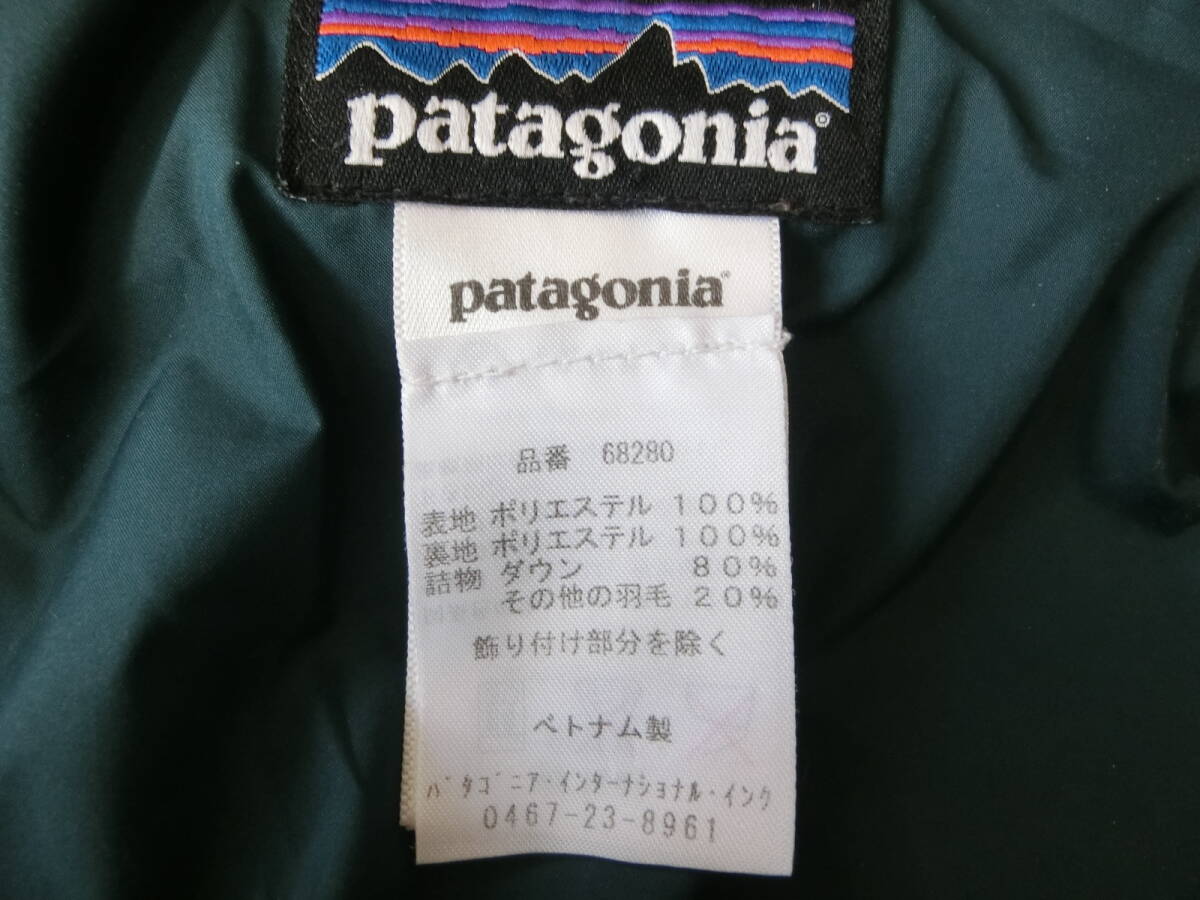 patagonia®
patagonia®
品番 68280
表地 ポリエステル 100%
裏地 ポリエステル 100%
詰物 ダウン 80%
その他の羽毛 20%
飾り付け部分を除く
ベトナム製
ﾊﾟﾀｺﾞﾆｱ･ｲﾝﾀｰﾅｼｮﾅﾙ･ｲﾝｸ
0467-23-8961